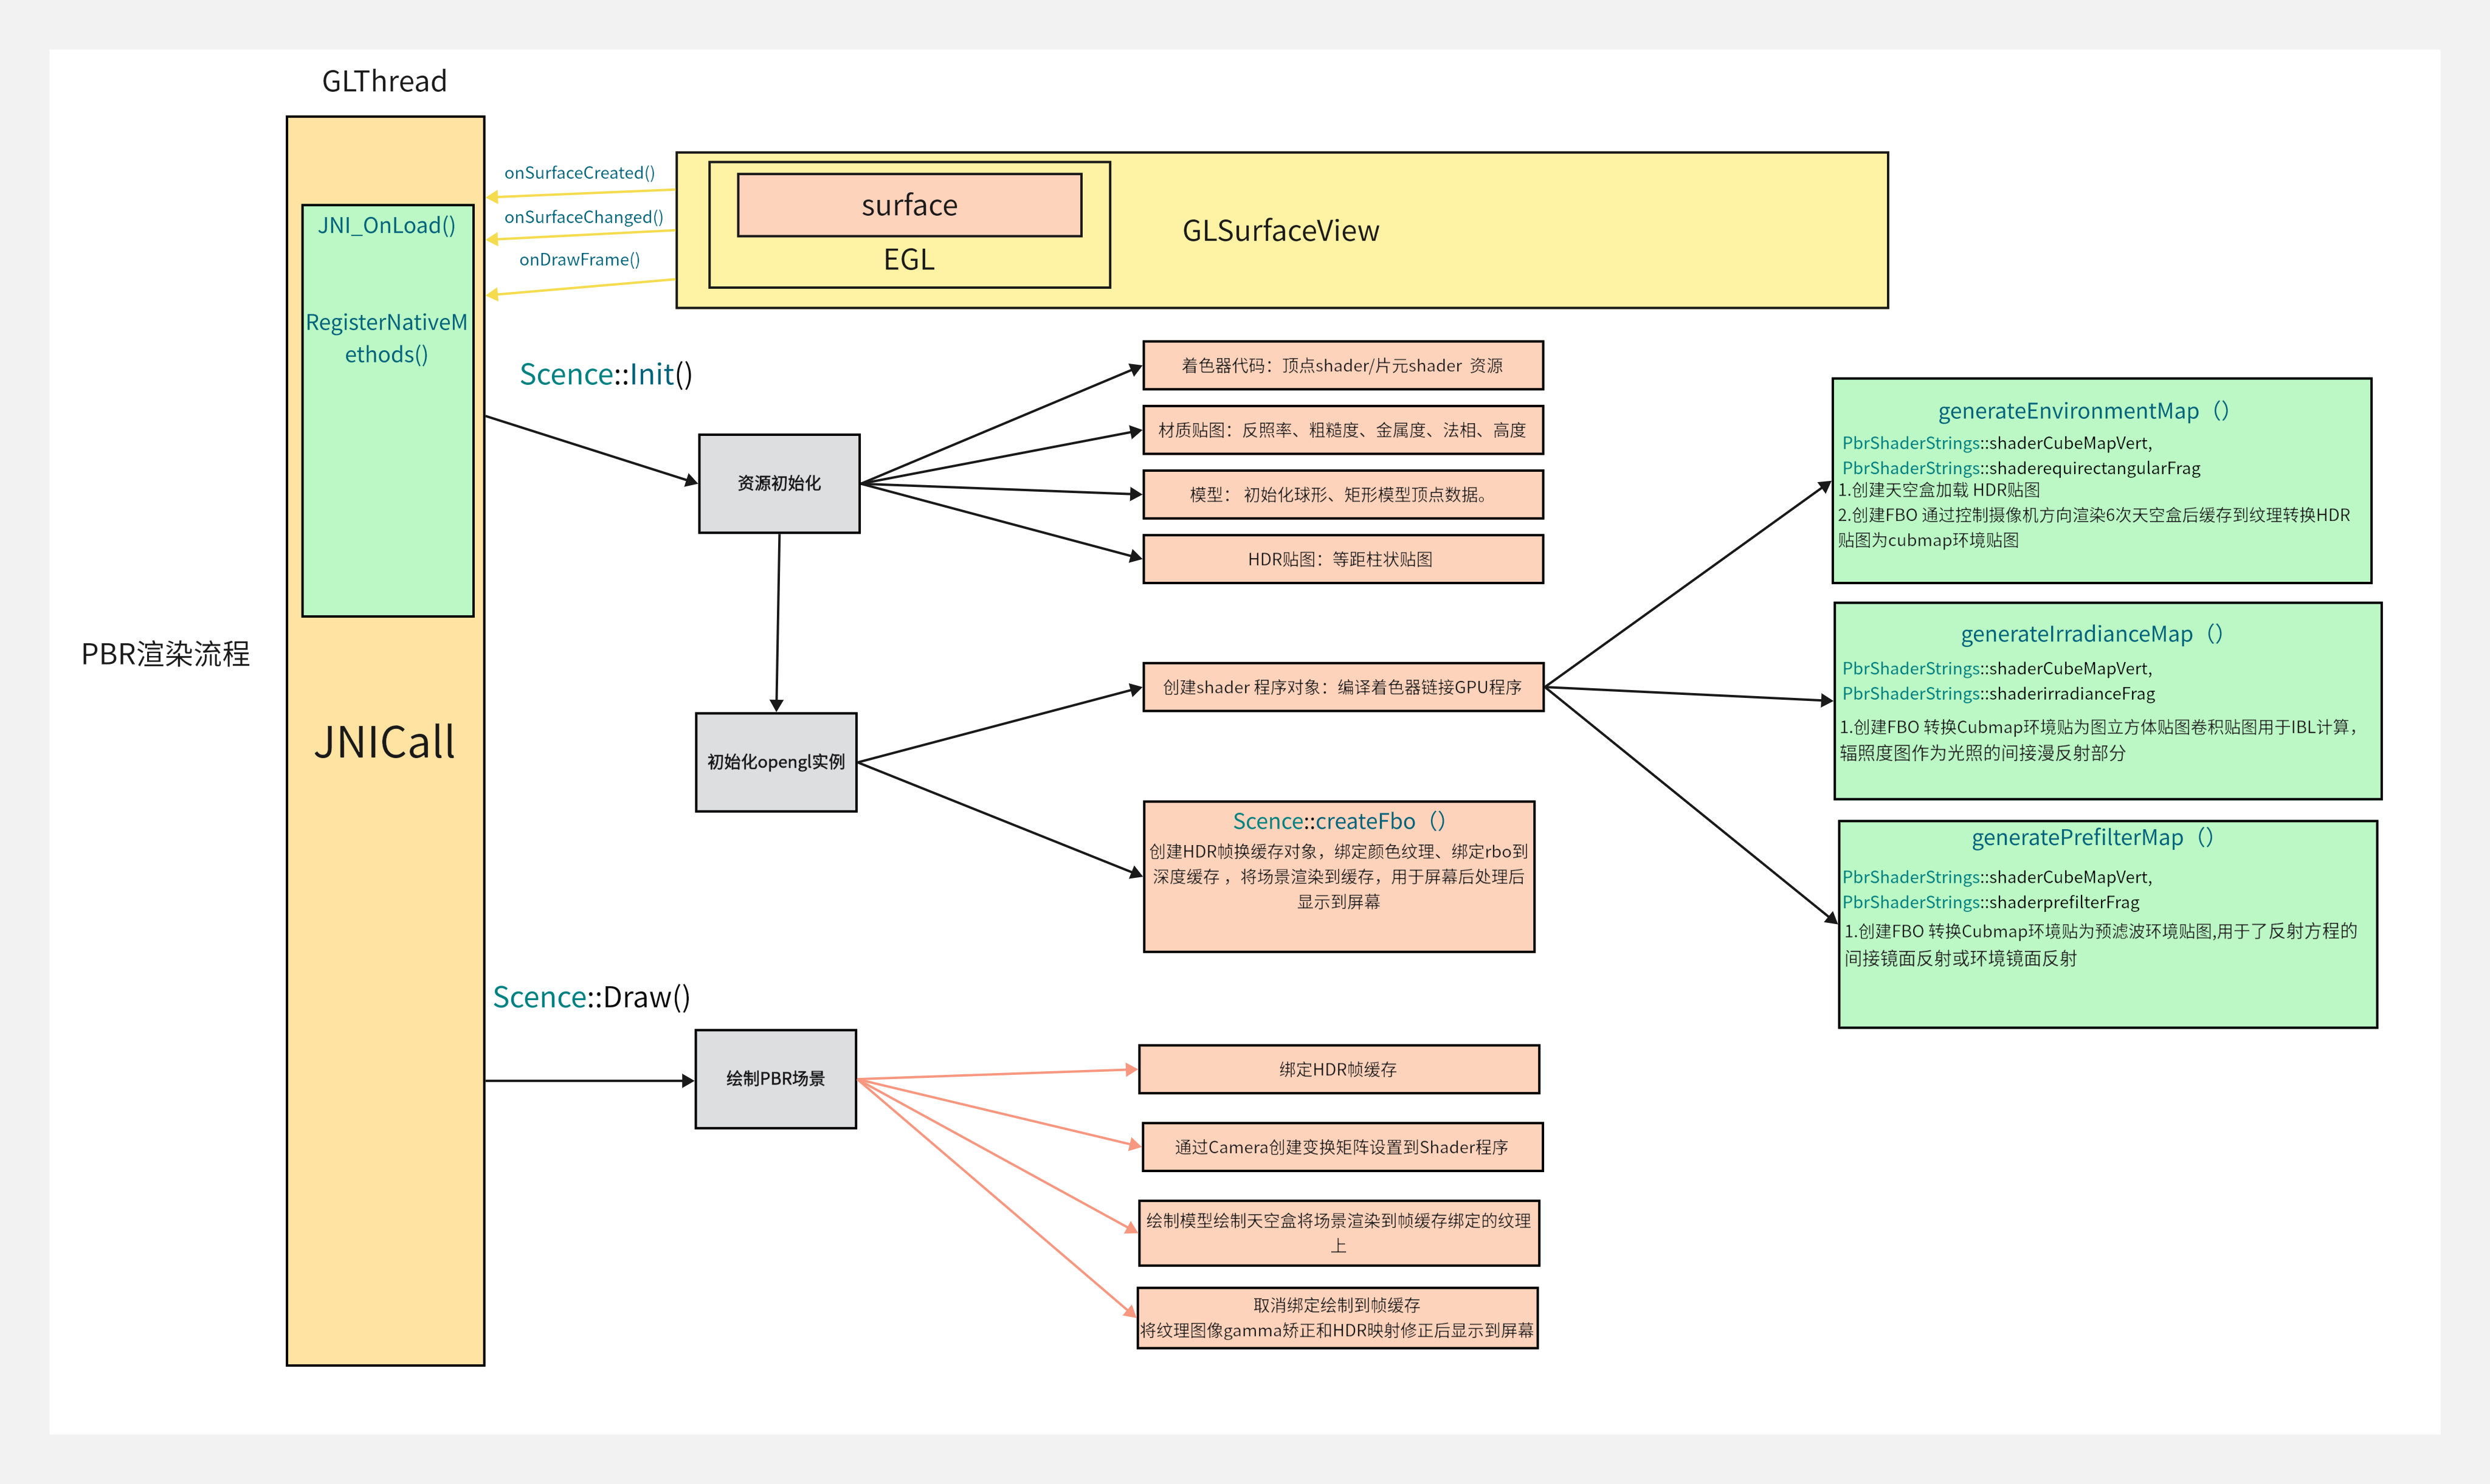 GLThread
onSurfaceCreated()
onSurfaceChanged()
onDrawFrame()
JNI_OnLoad()
RegisterNativeM
ethods()
surface
EGL
GLSurfaceView
PBR渲染流程
JNICall
Scence::Init()
资源初始化
着色器代码：顶点shader/片元shader 资源
材质贴图：反照率、粗糙度、金属度、法相、高度
模型： 初始化球形、矩形模型顶点数据。
HDR贴图：等距柱状贴图
初始化opengl实例
创建shader 程序对象：编译着色器链接GPU程序
Scence::createFbo（）
创建HDR帧换缓存对象，绑定颜色纹理、绑定rbo到
深度缓存 ，将场景渲染到缓存，用于屏幕后处理后
显示到屏幕
generateEnvironmentMap（）
PbrShaderStrings::shaderCubeMapVert,
PbrShaderStrings::shaderequirectangularFrag
1.创建天空盒加载 HDR贴图
2.创建FBO 通过控制摄像机方向渲染6次天空盒后缓存到纹理转换HDR
贴图为cubmap环境贴图
generateIrradianceMap（）
PbrShaderStrings::shaderCubeMapVert,
PbrShaderStrings::shaderirradianceFrag
1.创建FBO 转换Cubmap环境贴为图立方体贴图卷积贴图用于IBL计算，
辐照度图作为光照的间接漫反射部分
generatePrefilterMap（）
PbrShaderStrings::shaderCubeMapVert,
PbrShaderStrings::shaderprefilterFrag
1.创建FBO 转换Cubmap环境贴为预滤波环境贴图,用于了反射方程的
间接镜面反射或环境镜面反射
Scence::Draw()
绘制PBR场景
绑定HDR帧缓存
通过Camera创建变换矩阵设置到Shader程序
绘制模型绘制天空盒将场景渲染到帧缓存绑定的纹理
上
取消绑定绘制到帧缓存
将纹理图像gamma矫正和HDR映射修正后显示到屏幕